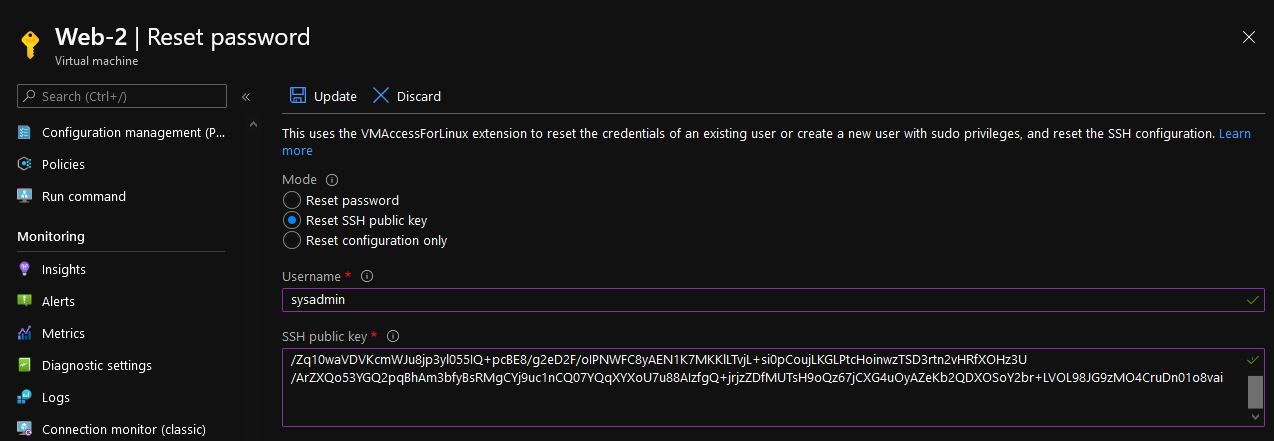 Web-2 | Reset password
Virtual machine
Search (Ctrl+/)
«
Configuration management (P...
Policies
Run command
Monitoring
Insights
Alerts
Metrics
Diagnostic settings
Logs
Connection monitor (classic)
Update
Discard
This uses the VMAccessForLinux extension to reset the credentials of an existing user or create a new user with sudo privileges, and reset the SSH configuration. Learn
more
Mode
Reset password
Reset SSH public key
Reset configuration only
Username *
sysadmin
SSH public key *
/Zq10waVDVKcmWJu8jp3yl055IQ+pcBE8/g2eD2F/oIPNWFC8yAEN1K7MKKlLTvjL+si0pCoujLKGLPtcHoinwzTSD3rtn2vHRfXOHz3U
/ArZXQo53YGQ2pqBhAm3bfyBsRMgCYj9uc1nCQ07YQqXYXoU7u88AIzfgQ+jrjzZDfMUTsH9oQz67jCXG4uOyAZeKb2QDXOSoY2br+LVOL98JG9zMO4CruDn01o8vai